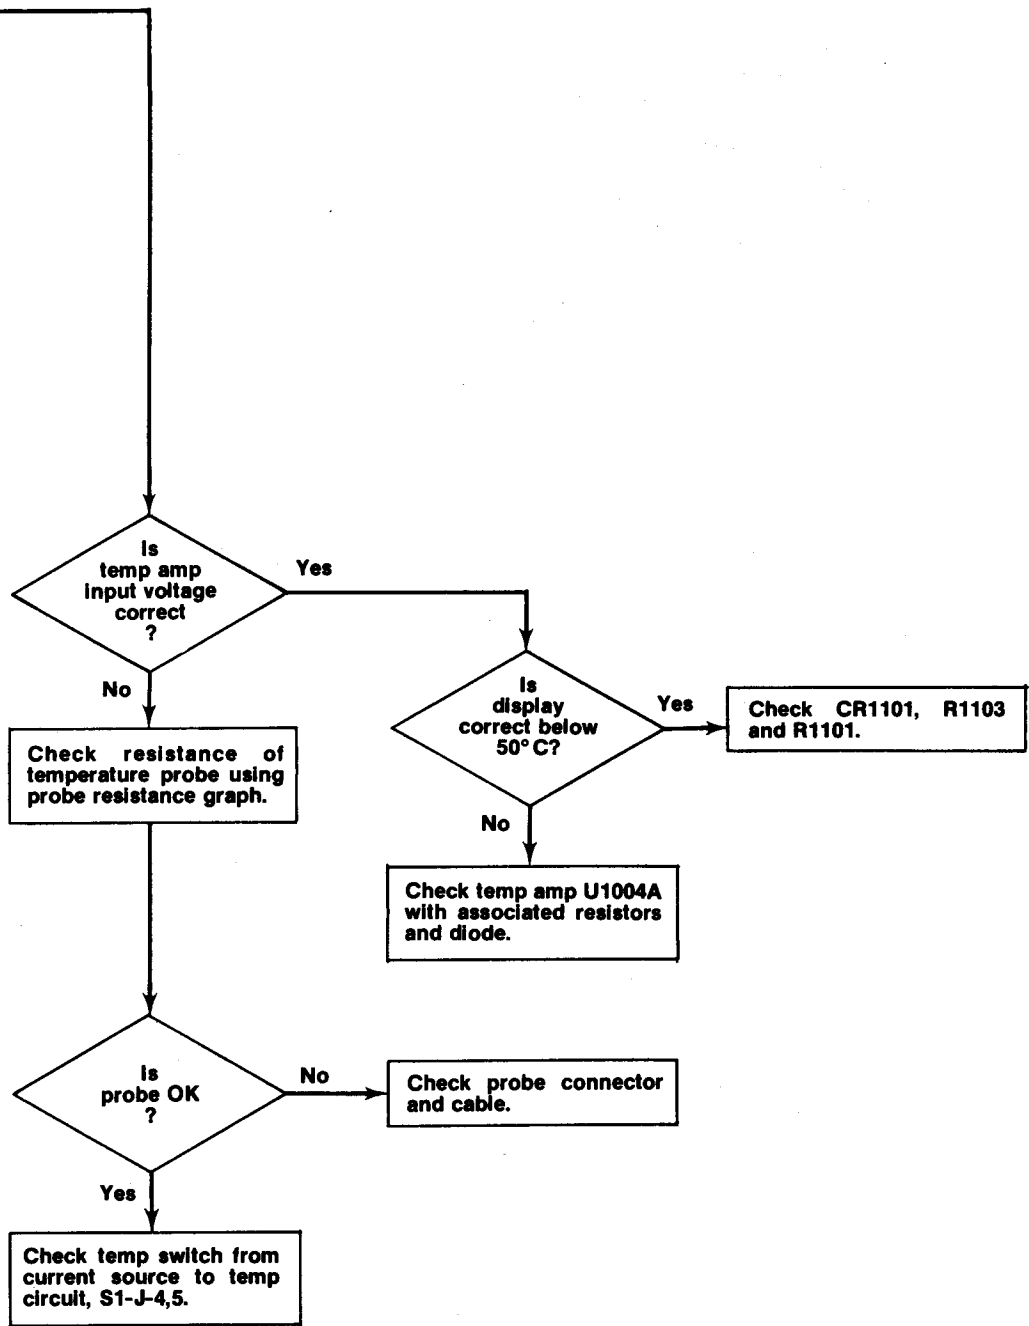 Is
temp amp
input voltage
correct
?
Yes
No
Is
display
correct below
50° C?
Yes
Check CR1101, R1103
and R1101.
Check resistance of
temperature probe using
probe resistance graph.
No
Check temp amp U1004A
with associated resistors
and diode.
Is
probe OK
?
No
Check probe connector
and cable.
Yes
Check temp switch from
current source to temp
circuit, S1-J-4,5.